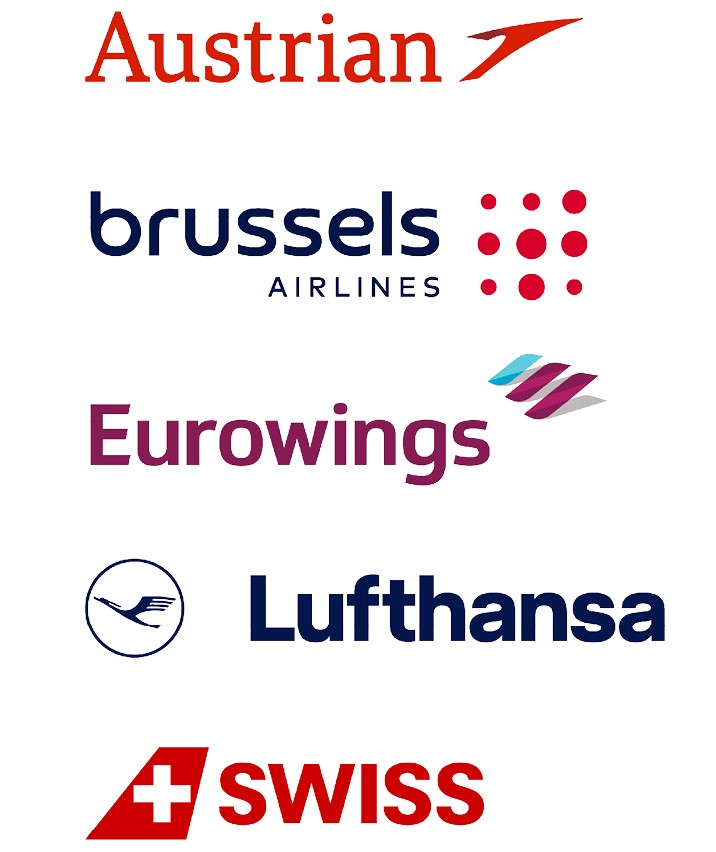 Austrian
brussels
AIRLINES
Eurowings
Lufthansa
SWISS